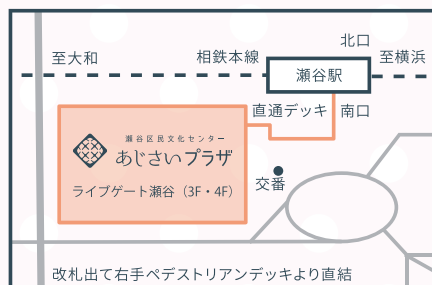 北口
至大和
相鉄本線
瀬谷駅
至横浜
直通デッキ
南口
瀬谷区民文化センター
あじさいプラザ
ライブゲート瀬谷（3F・4F）
交番
改札出て右手ペデストリアンデッキより直結